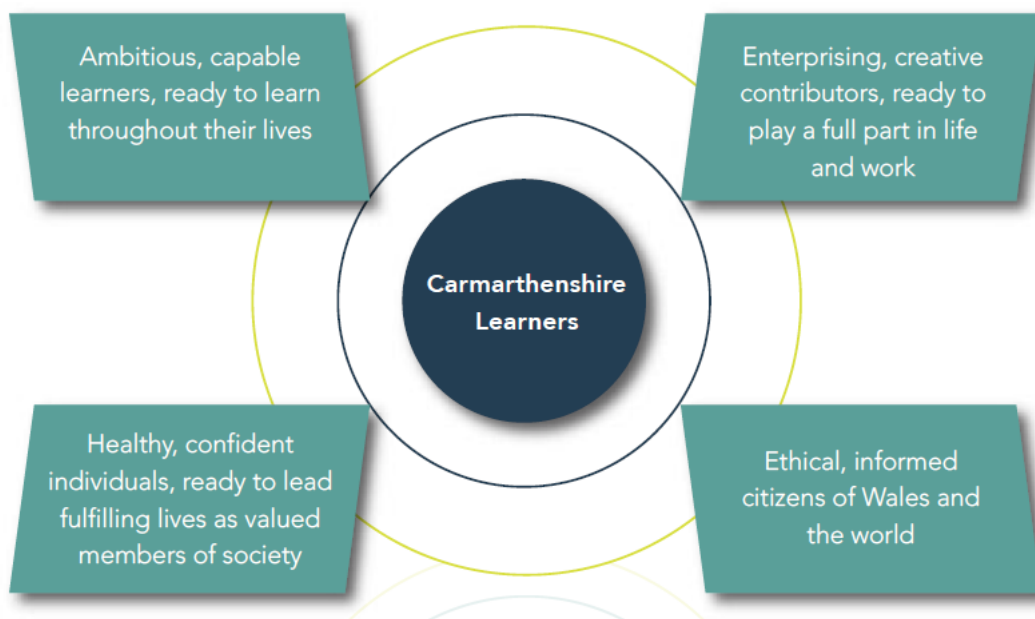 Ambitious, capable
learners, ready to learn
throughout their lives
Enterprising, creative
contributors, ready to
play a full part in life
and work
Carmarthenshire
Learners
Healthy, confident
individuals, ready to lead
fulfilling lives as valued
members of society
Ethical, informed
citizens of Wales and
the world